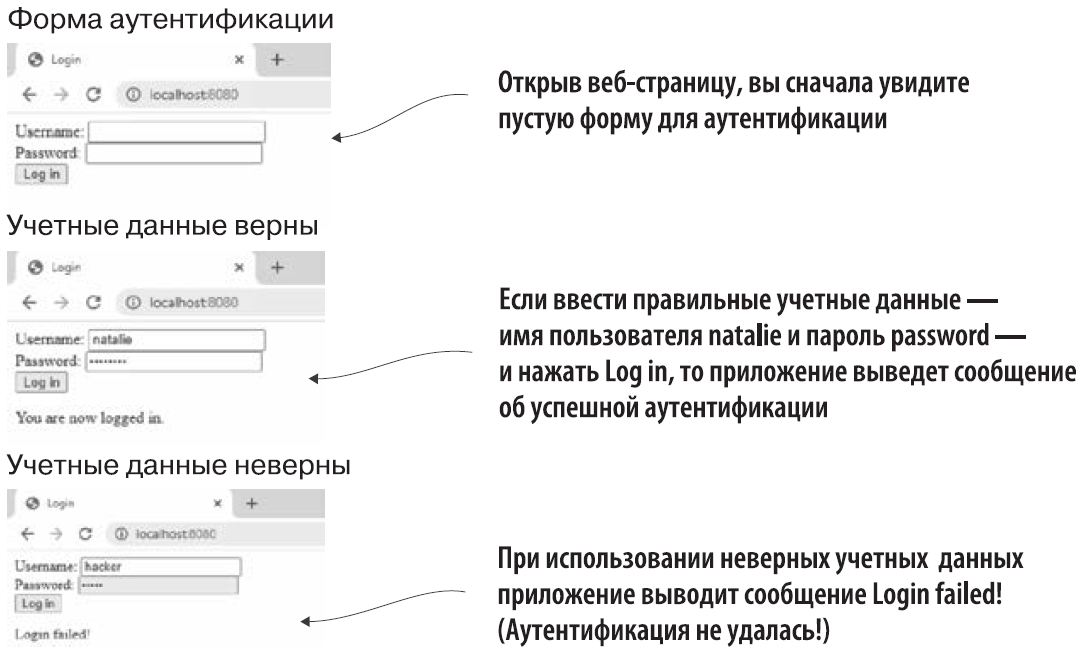 Форма аутентификации
Login
localhost:8080
Username:
Password:
Log in
Открыв веб-страницу, вы сначала увидите
пустую форму для аутентификации
Учетные данные верны
Login
localhost:8080
Username: natalie
Password: ········
Log in
You are now logged in.
Если ввести правильные учетные данные —
имя пользователя natalie и пароль password —
и нажать Log in, то приложение выведет сообщение
об успешной аутентификации
Учетные данные неверны
Login
localhost:8080
Username: hacker
Password: ·····
Log in
Login failed!
При использовании неверных учетных данных
приложение выводит сообщение Login failed!
(Аутентификация не удалась!)